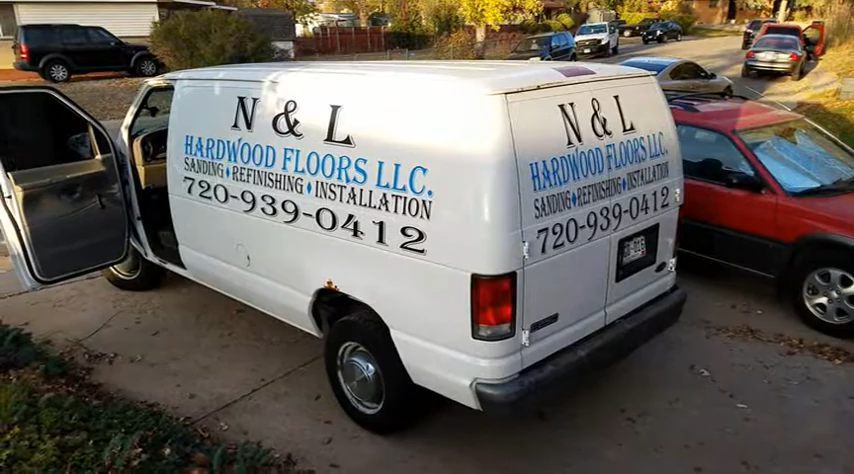 N & L
HARDWOOD FLOORS LLC.
SANDING ♦ REFINISHING ♦ INSTALLATION
720-939-0412
N & L
HARDWOOD FLOORS LLC.
SANDING ♦ REFINISHING ♦ INSTALLATION
720-939-0412